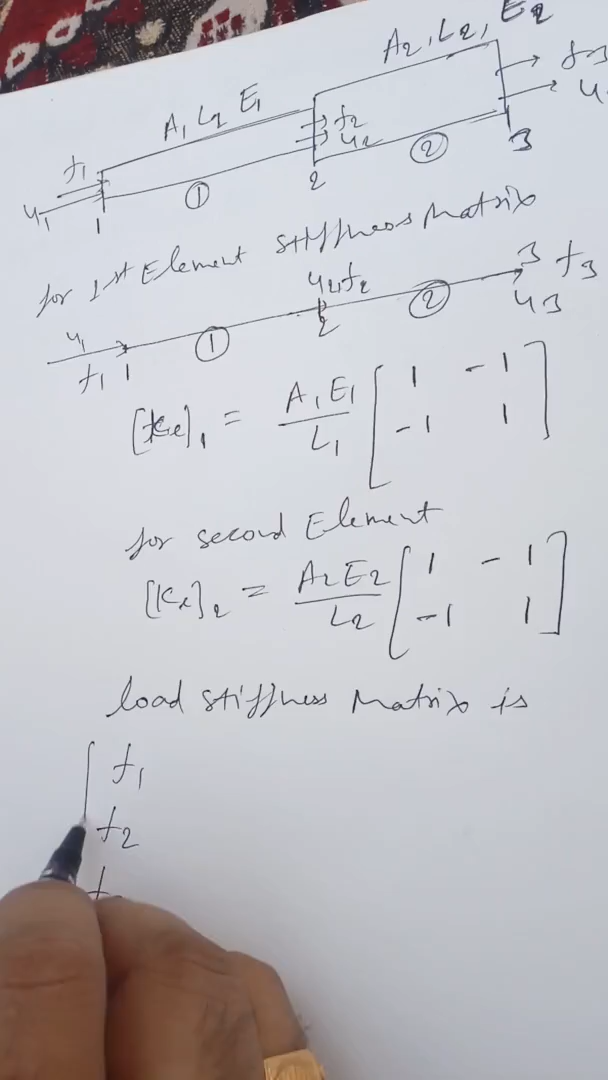 A₂, L₂, E₂
A₁ L₁ E₁
f₁ f₂ f₃
u₁ u₂ u
1 ① 2 ② 3
for 1st Element stiffness Matrix
u₂ f₂ 3 f₃
u₁ ① 2 ② u₃
f₁ 1
[Ke]₁ = A₁E₁/L₁ [1 -1
-1 1]
for second Element
[Ke]₂ = A₂E₂/L₂ [1 -1
-1 1]
load stiffness Matrix is
[f₁
f₂
f